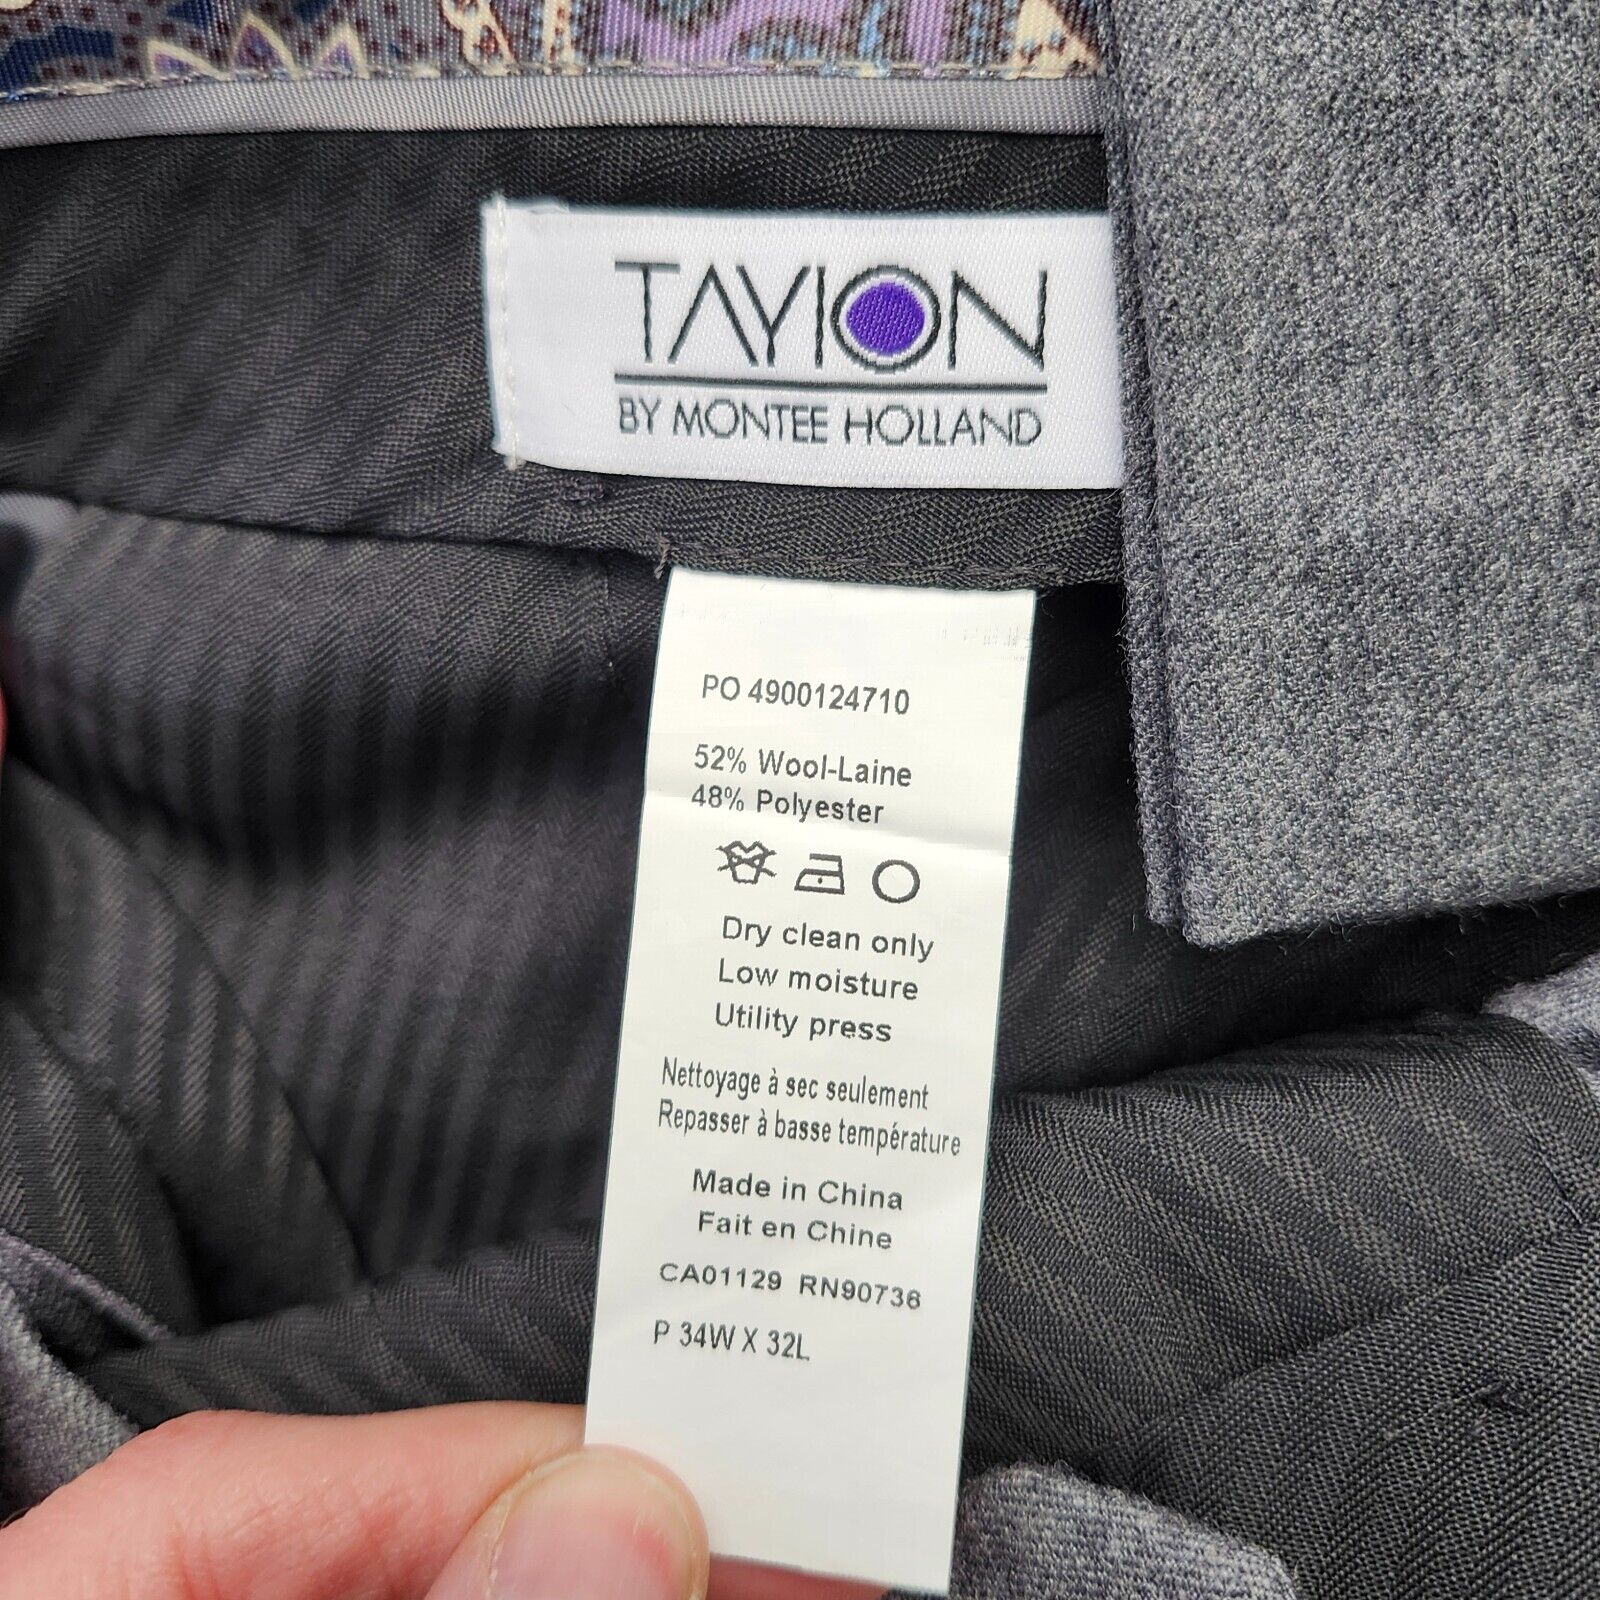 TAYION
BY MONTEE HOLLAND
PO 4900124710
52% Wool-Laine
48% Polyester
Dry clean only
Low moisture
Utility press
Nettoyage à sec seulement
Repasser à basse température
Made in China
Fait en Chine
CA01129 RN90736
P 34W X 32L